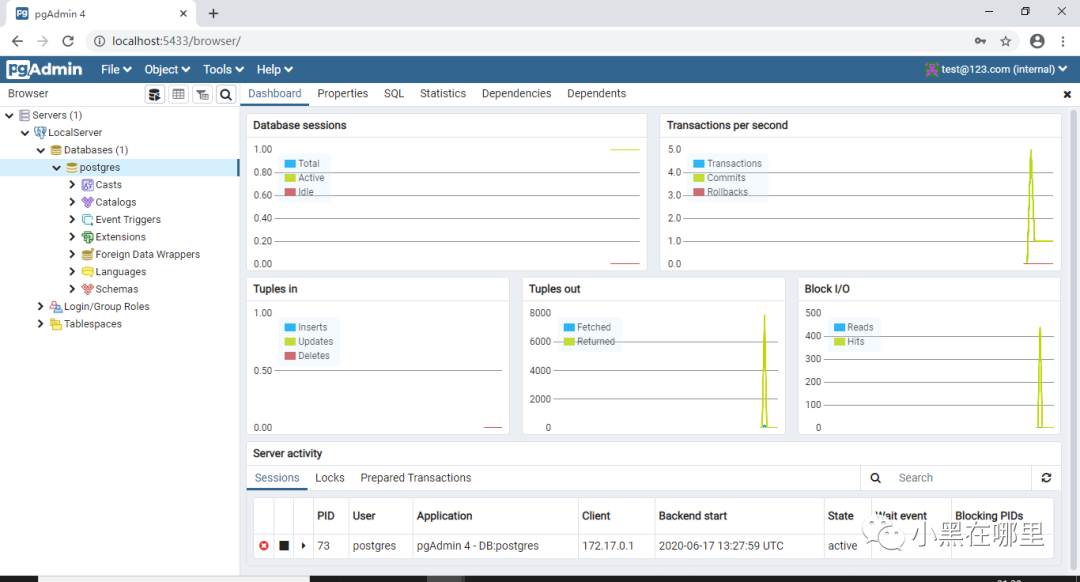 pgAdmin 4
localhost:5433/browser/
pgAdmin File Object Tools Help test@123.com (internal)
Browser
Dashboard Properties SQL Statistics Dependencies Dependents
Servers (1)
LocalServer
Databases (1)
postgres
Casts
Catalogs
Event Triggers
Extensions
Foreign Data Wrappers
Languages
Schemas
Login/Group Roles
Tablespaces
Database sessions
1.00
0.80
0.60
0.40
0.20
0.00
Total
Active
Idle
Transactions per second
5.0
4.0
3.0
2.0
1.0
0.0
Transactions
Commits
Rollbacks
Tuples in
1.00
0.50
0.00
Inserts
Updates
Deletes
Tuples out
8000
6000
4000
2000
0
Fetched
Returned
Block I/O
500
400
300
200
100
0
Reads
Hits
Server activity
Sessions Locks Prepared Transactions Search
PID User Application Client Backend start State Wait event Blocking PIDs
73 postgres pgAdmin 4 - DB:postgres 172.17.0.1 2020-06-17 13:27:59 UTC active
小黑在哪里